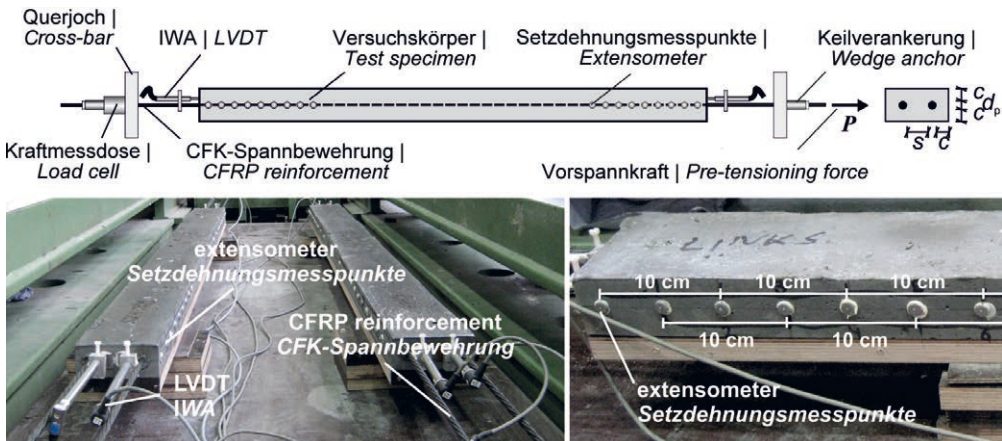 Querjoch |
Cross-bar
IWA | LVDT
Versuchskörper |
Test specimen
Setzdehnungsmesspunkte |
Extensometer
Keilverankerung |
Wedge anchor
Kraftmessdose |
Load cell
CFK-Spannbewehrung |
CFRP reinforcement
P
Vorspannkraft | Pre-tensioning force
c
dp
c
s
c
extensometer
Setzdehnungsmesspunkte
CFRP reinforcement
CFK-Spannbewehrung
LVDT
IWA
LINKS
10 cm
10 cm
10 cm
10 cm
10 cm
extensometer
Setzdehnungsmesspunkte